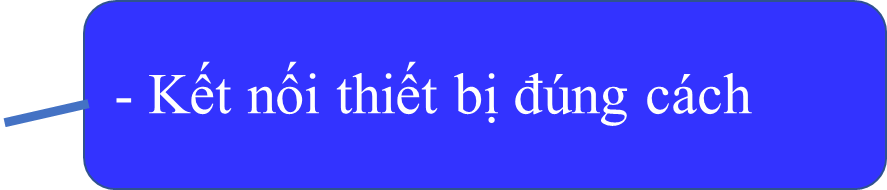 - Kết nối thiết bị đúng cách